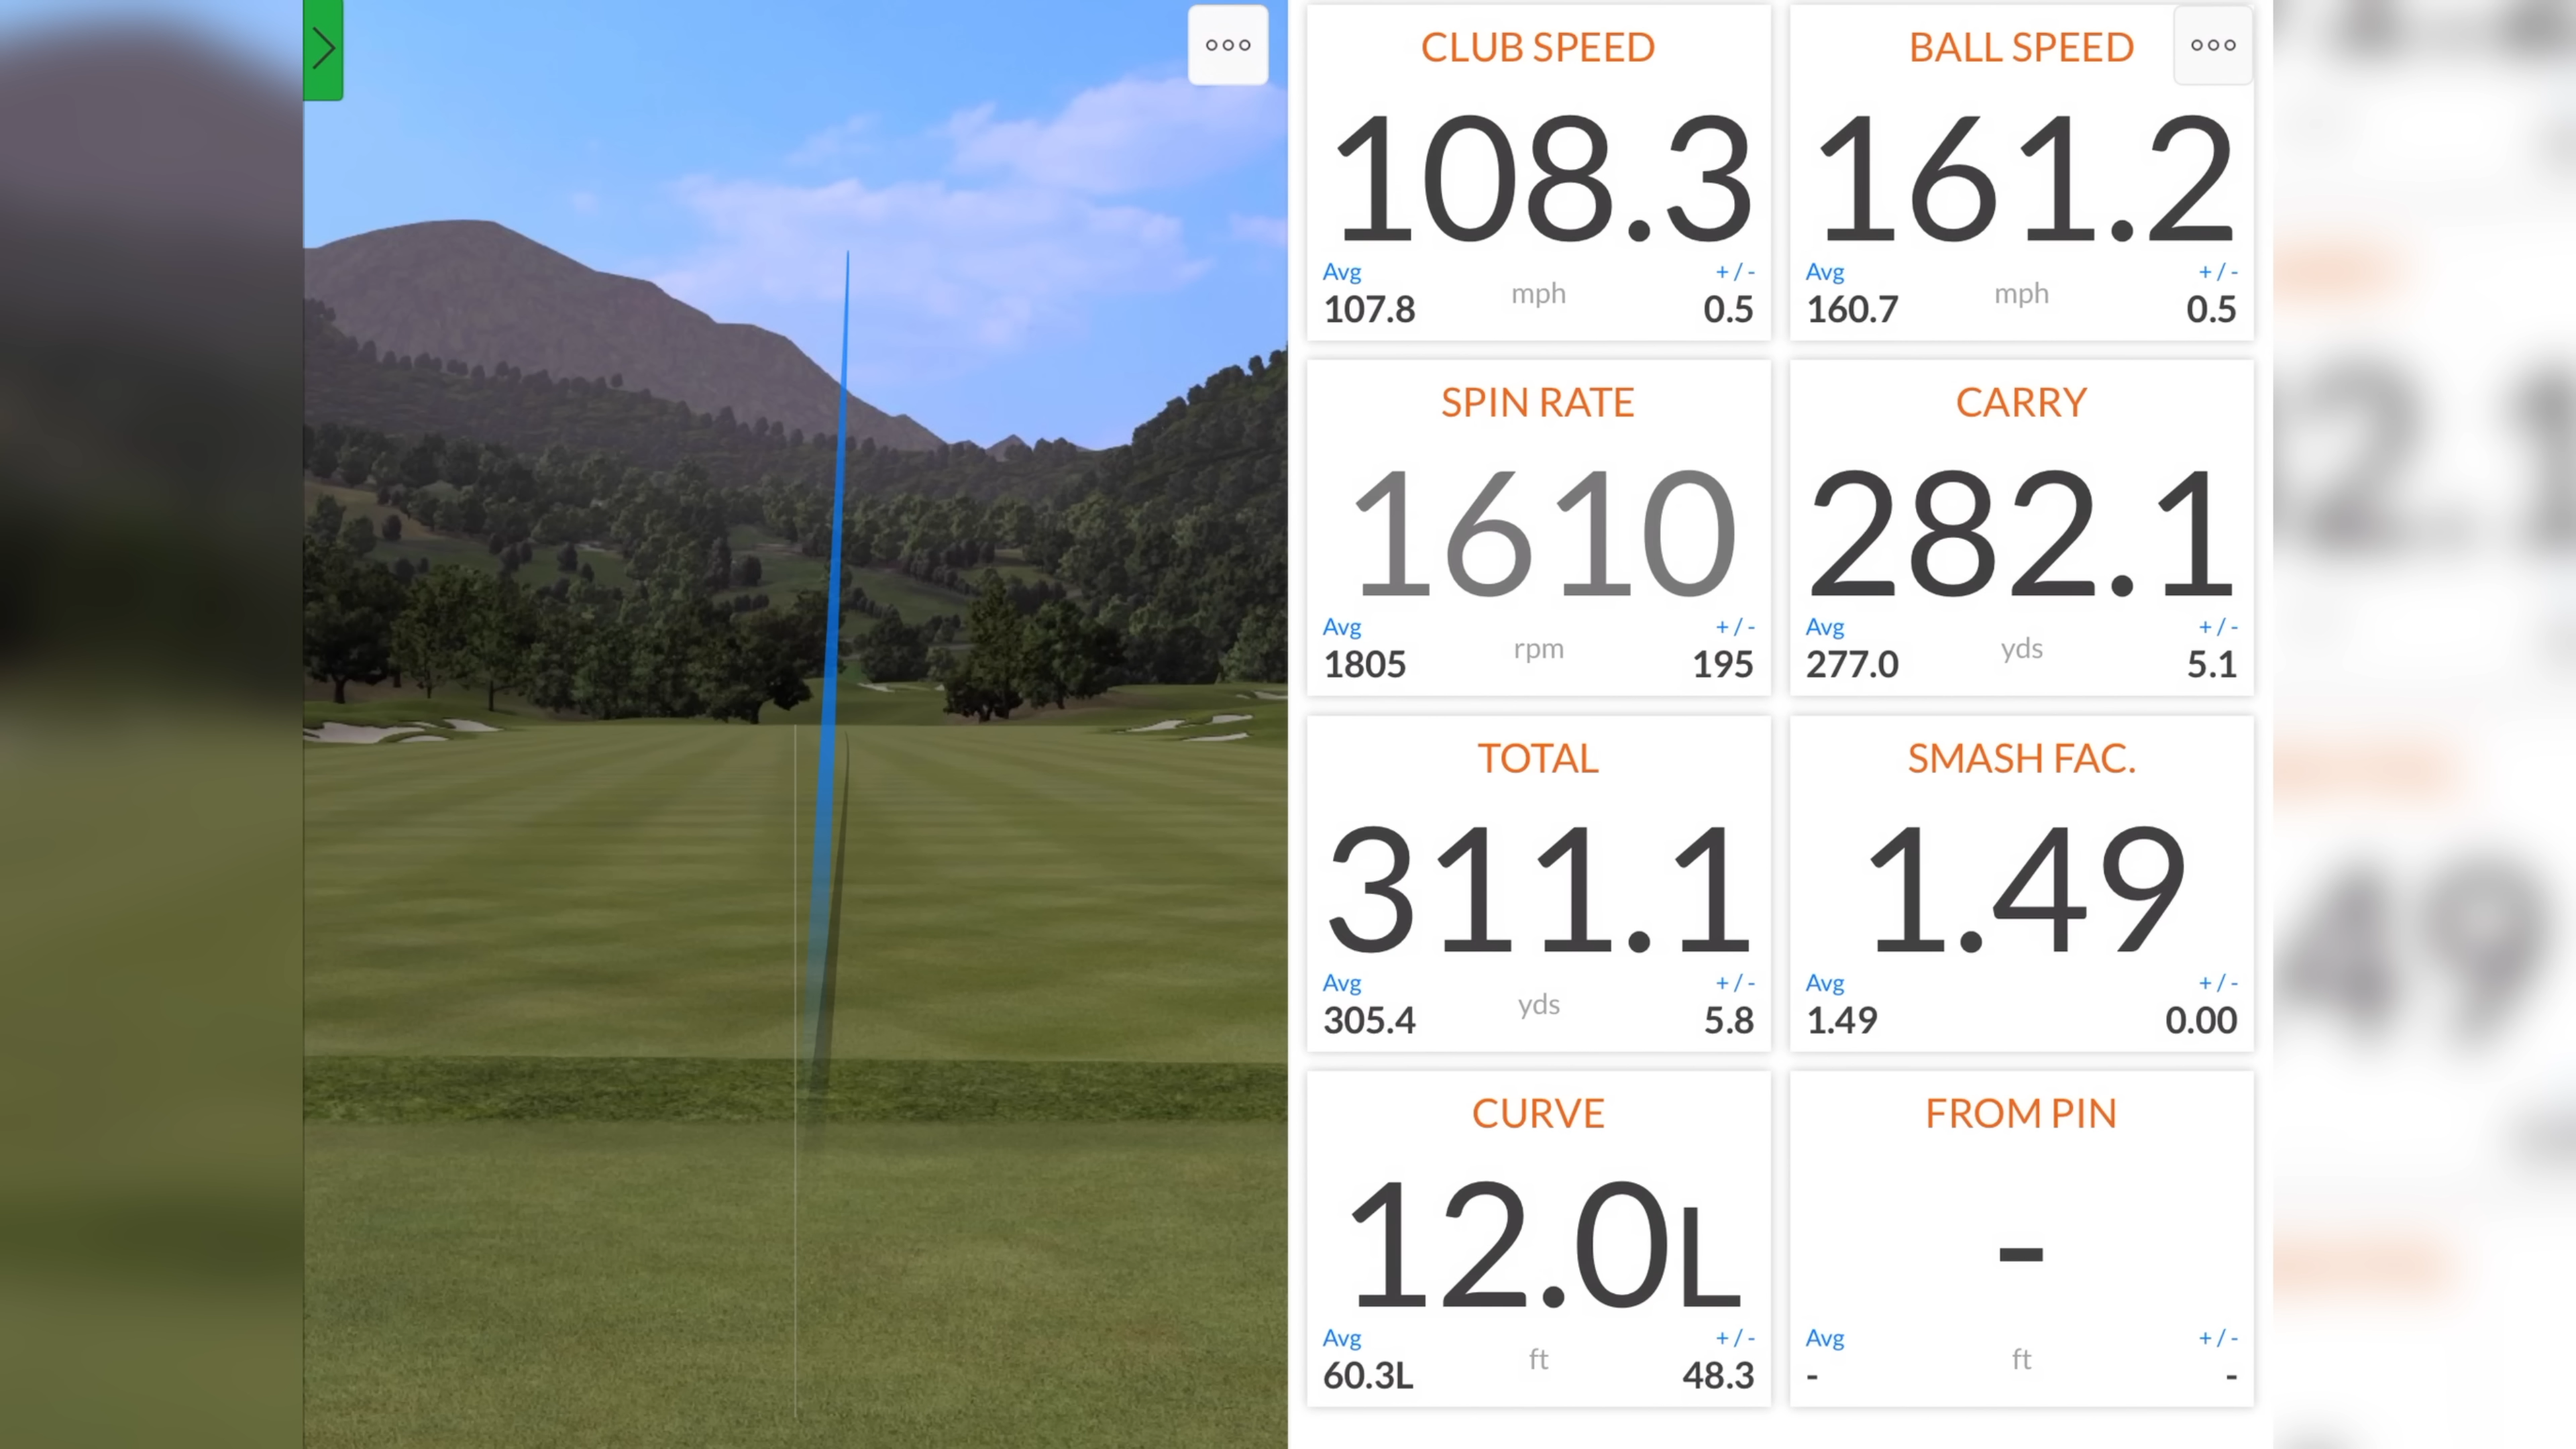 CLUB SPEED
108.3
Avg
+ / -
107.8
mph
0.5
BALL SPEED
161.2
Avg
+ / -
160.7
mph
0.5
SPIN RATE
1610
Avg
+ / -
1805
rpm
195
CARRY
282.1
Avg
+ / -
277.0
yds
5.1
TOTAL
311.1
Avg
+ / -
305.4
yds
5.8
SMASH FAC.
1.49
Avg
+ / -
1.49
0.00
CURVE
12.0L
Avg
+ / -
60.3L
ft
48.3
FROM PIN
-
Avg
+ / -
-
ft
-